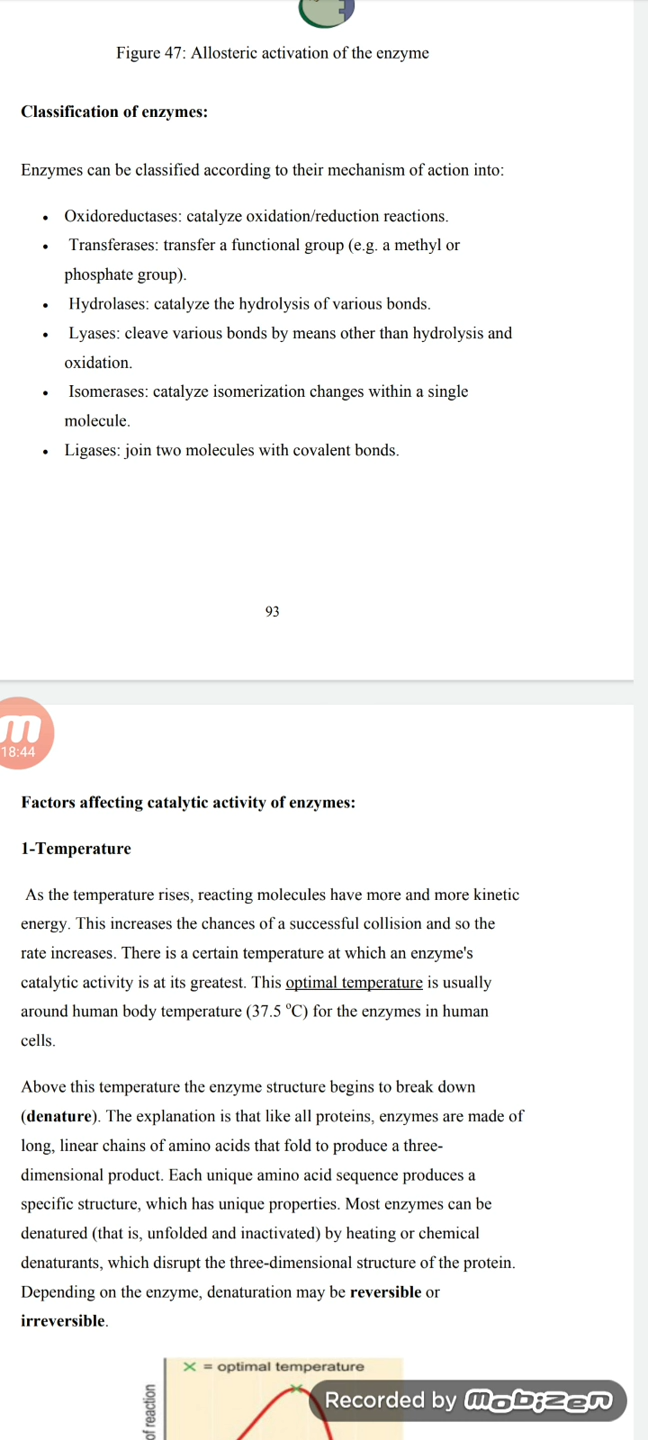 Figure 47: Allosteric activation of the enzyme
Classification of enzymes:
Enzymes can be classified according to their mechanism of action into:
• Oxidoreductases: catalyze oxidation/reduction reactions.
• Transferases: transfer a functional group (e.g. a methyl or
phosphate group).
• Hydrolases: catalyze the hydrolysis of various bonds.
• Lyases: cleave various bonds by means other than hydrolysis and
oxidation.
• Isomerases: catalyze isomerization changes within a single
molecule.
• Ligases: join two molecules with covalent bonds.
93
m
18:44
Factors affecting catalytic activity of enzymes:
1-Temperature
As the temperature rises, reacting molecules have more and more kinetic
energy. This increases the chances of a successful collision and so the
rate increases. There is a certain temperature at which an enzyme's
catalytic activity is at its greatest. This optimal temperature is usually
around human body temperature (37.5 °C) for the enzymes in human
cells.
Above this temperature the enzyme structure begins to break down
(denature). The explanation is that like all proteins, enzymes are made of
long, linear chains of amino acids that fold to produce a three-
dimensional product. Each unique amino acid sequence produces a
specific structure, which has unique properties. Most enzymes can be
denatured (that is, unfolded and inactivated) by heating or chemical
denaturants, which disrupt the three-dimensional structure of the protein.
Depending on the enzyme, denaturation may be reversible or
irreversible.
× = optimal temperature
of reaction
Recorded by mobizen